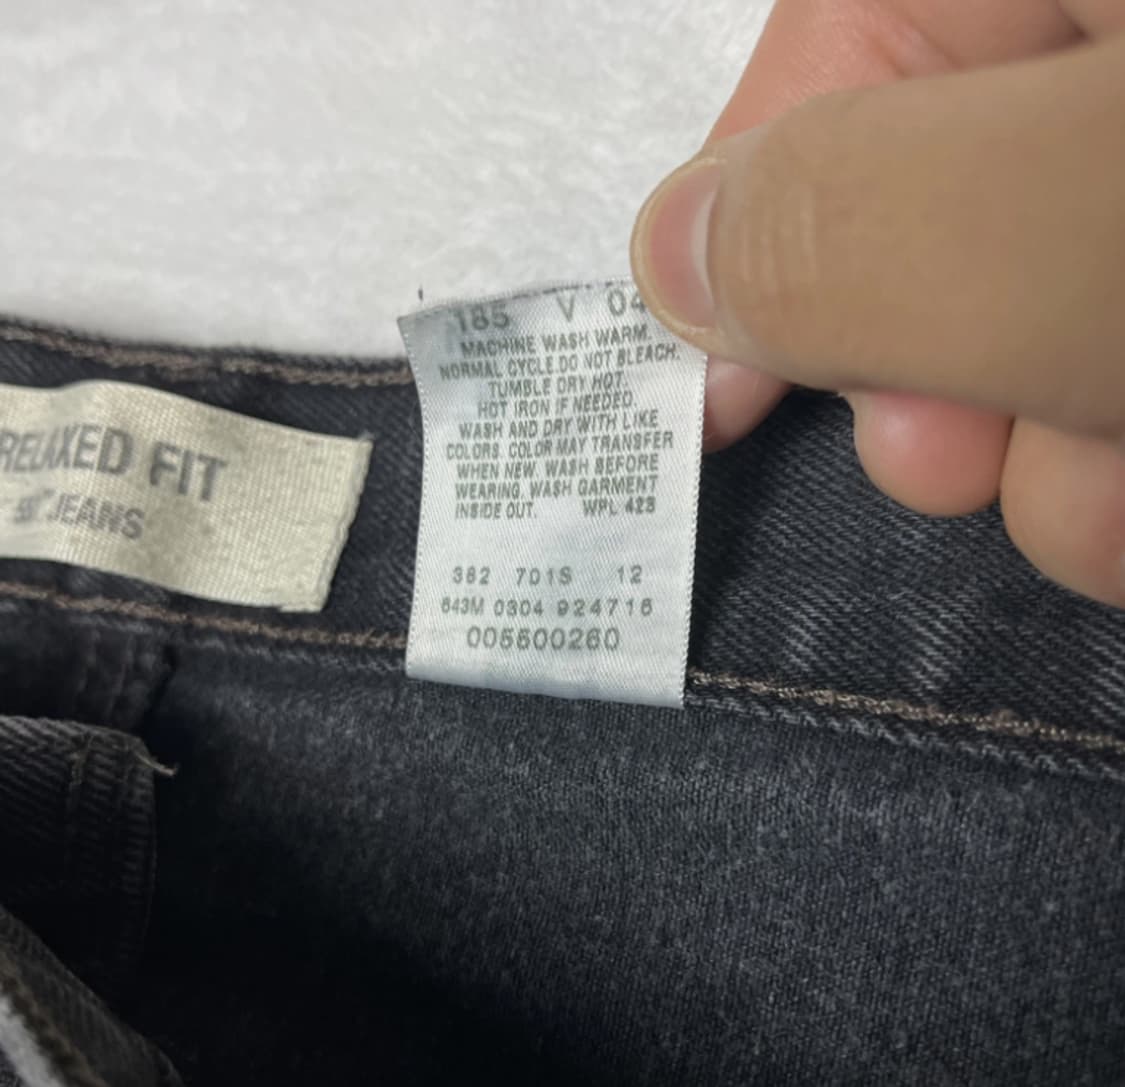 RELAXED FIT
JEANS
185 V 04
MACHINE WASH WARM.
NORMAL CYCLE.DO NOT BLEACH.
TUMBLE DRY HOT.
HOT IRON IF NEEDED.
WASH AND DRY WITH LIKE
COLORS. COLOR MAY TRANSFER
WHEN NEW. WASH BEFORE
WEARING. WASH GARMENT
INSIDE OUT. WPL 423
382 701S 12
643M 0304 924716
005500260